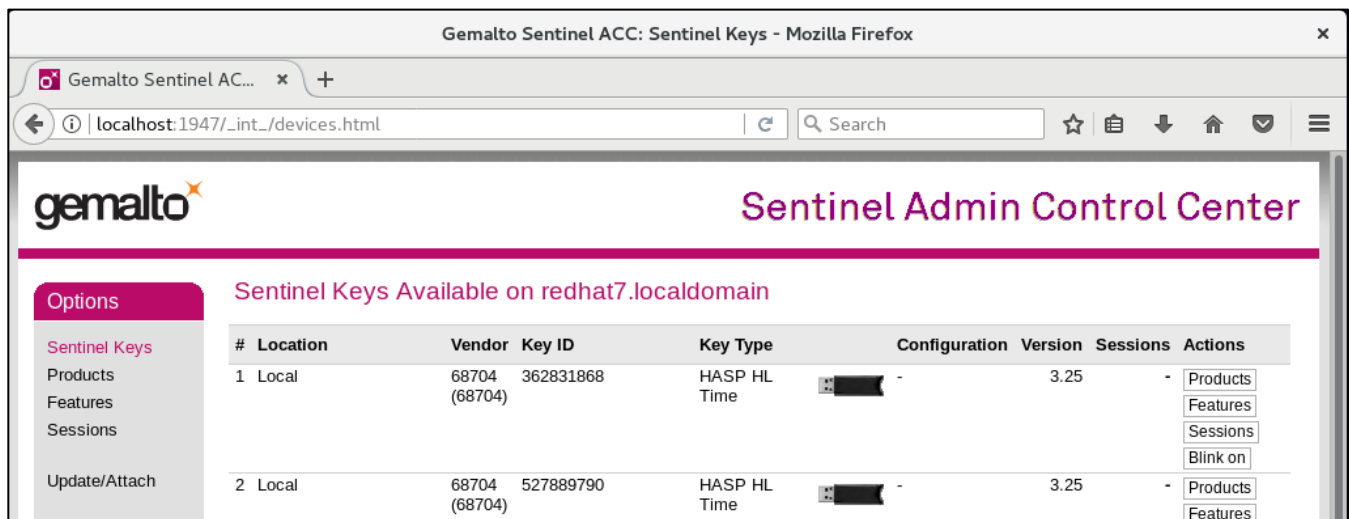 Gemalto Sentinel ACC: Sentinel Keys - Mozilla Firefox ×
Gemalto Sentinel AC... × +
localhost:1947/_int_/devices.html Search
gemalto
Sentinel Admin Control Center
Options
Sentinel Keys
Products
Features
Sessions
Update/Attach
Sentinel Keys Available on redhat7.localdomain
# Location Vendor Key ID Key Type Configuration Version Sessions Actions
1 Local 68704 362831868 HASP HL - 3.25 - Products
(68704) Time
Features
Sessions
Blink on
2 Local 68704 527889790 HASP HL - 3.25 - Products
(68704) Time
Features